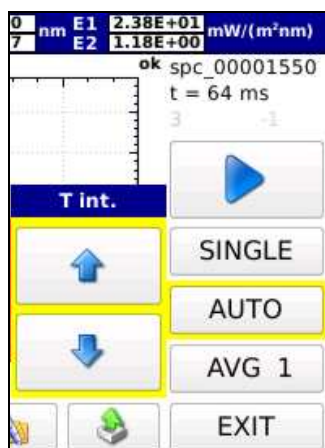 0 nm E1 2.38E+01 mW/(m²nm)
7 E2 1.18E+00
ok spc_00001550
t = 64 ms
3 -1
T int.
SINGLE
AUTO
AVG 1
EXIT